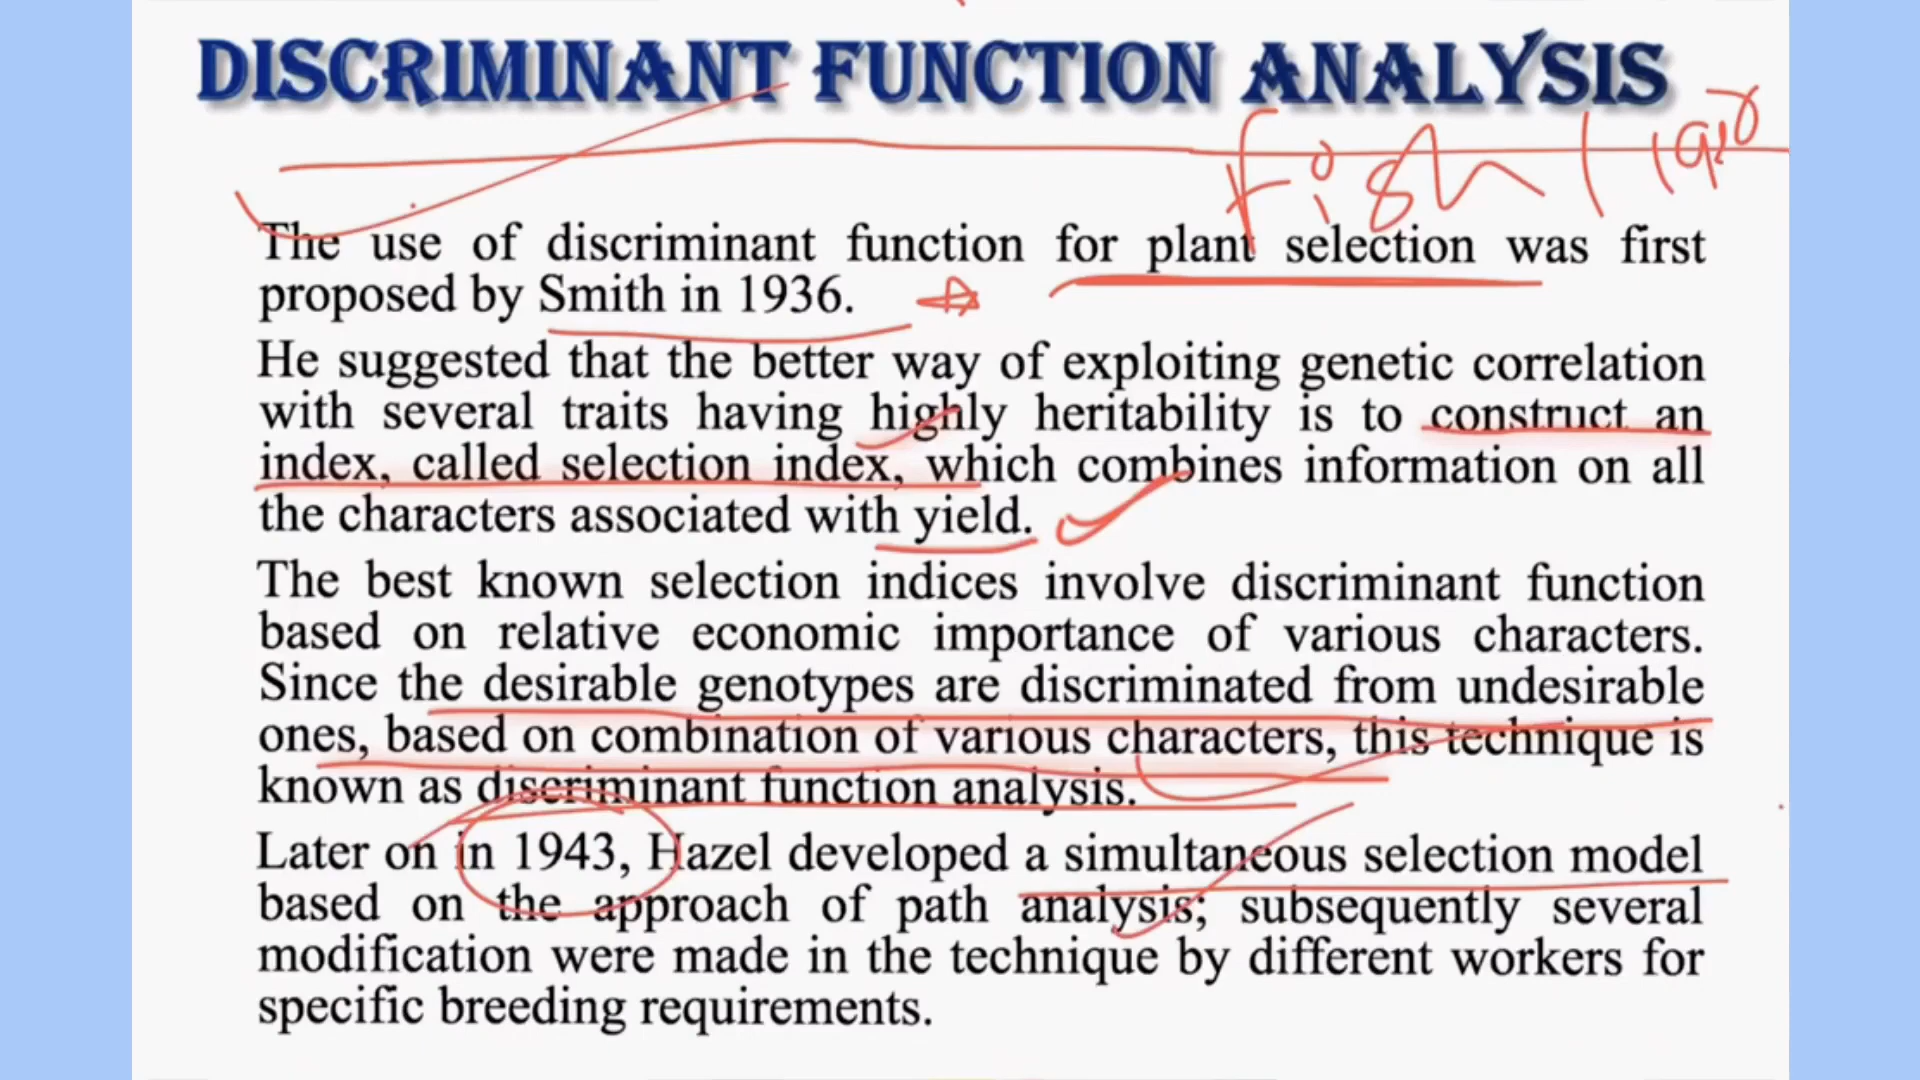 DISCRIMINANT FUNCTION ANALYSIS
The use of discriminant function for plant selection was first
proposed by Smith in 1936.
He suggested that the better way of exploiting genetic correlation
with several traits having highly heritability is to construct an
index, called selection index, which combines information on all
the characters associated with yield.
The best known selection indices involve discriminant function
based on relative economic importance of various characters.
Since the desirable genotypes are discriminated from undesirable
ones, based on combination of various characters, this technique is
known as discriminant function analysis.
Later on in 1943, Hazel developed a simultaneous selection model
based on the approach of path analysis; subsequently several
modification were made in the technique by different workers for
specific breeding requirements.